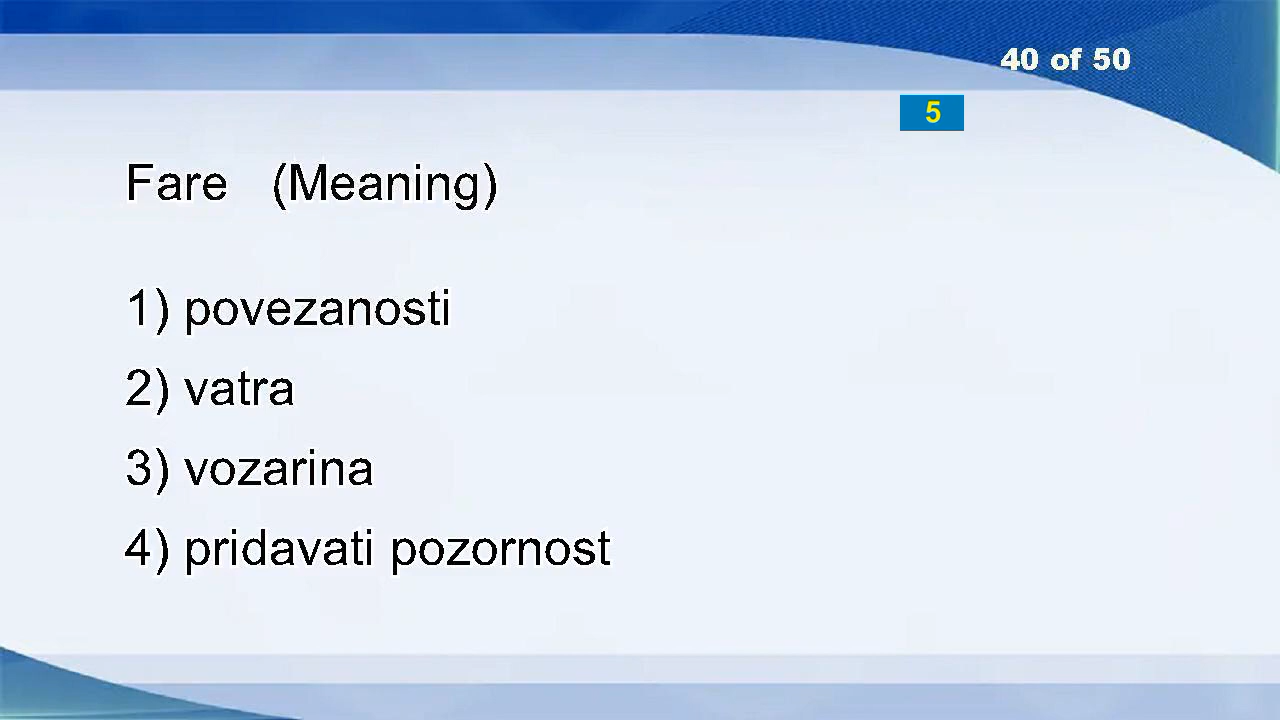 40 of 50
5
Fare (Meaning)
1) povezanosti
2) vatra
3) vozarina
4) pridavati pozornost